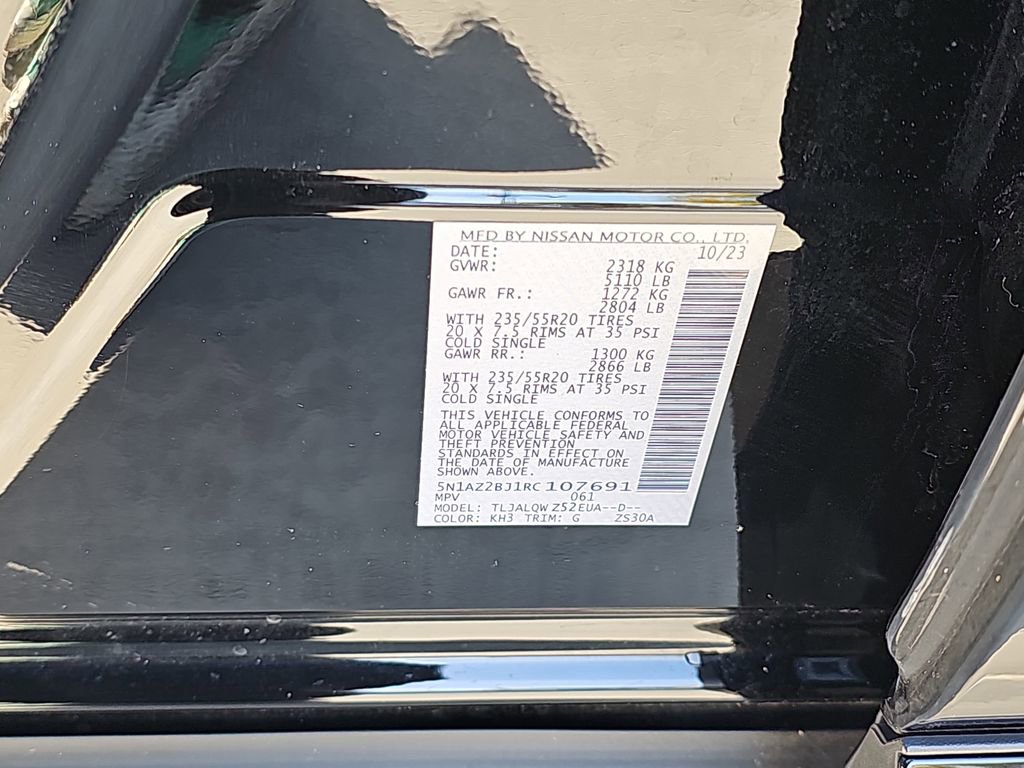 MFD BY NISSAN MOTOR CO., LTD.
DATE: 10/23
GVWR: 2318 KG
5110 LB
GAWR FR.: 1272 KG
2804 LB
WITH 235/55R20 TIRES
20 X 7.5 RIMS AT 35 PSI
COLD SINGLE
GAWR RR.: 1300 KG
2866 LB
WITH 235/55R20 TIRES
20 X 7.5 RIMS AT 35 PSI
COLD SINGLE
THIS VEHICLE CONFORMS TO
ALL APPLICABLE FEDERAL
MOTOR VEHICLE SAFETY AND
THEFT PREVENTION
STANDARDS IN EFFECT ON
THE DATE OF MANUFACTURE
SHOWN ABOVE.
5N1AZ2BJ1RC107691
MPV 061
MODEL: TLJALQWZ52EUA--D--
COLOR: KH3 TRIM: G ZS30A